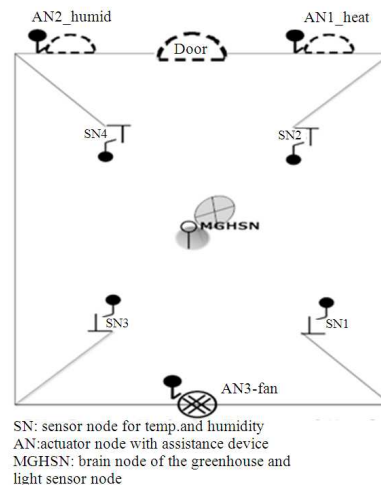 AN2_humid
AN1_heat
Door
SN4
SN2
MGHSN
SN3
SN1
AN3-fan
SN: sensor node for temp.and humidity
AN:actuator node with assistance device
MGHSN: brain node of the greenhouse and
light sensor node